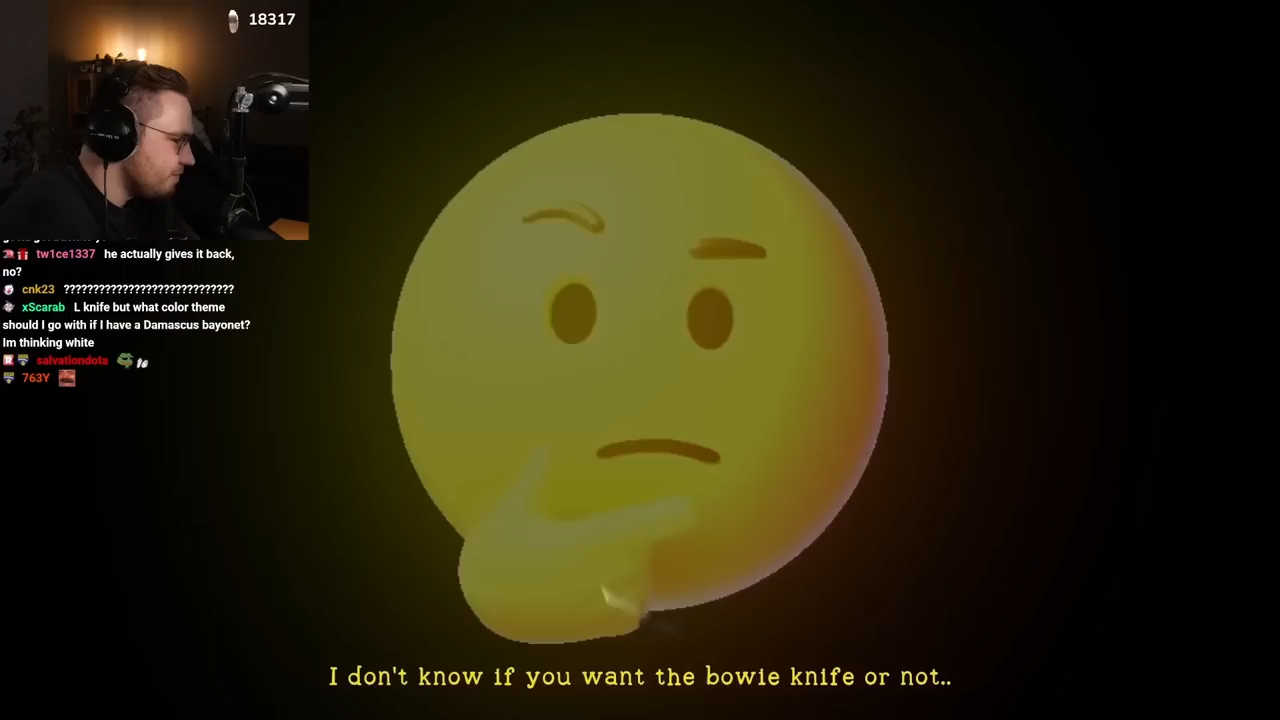 18317
tw1ce1337 he actually gives it back,
no?
cnk23 ?????????????????????????????
xScarab L knife but what color theme
should I go with if I have a Damascus bayonet?
Im thinking white
salvationdota
763Y
I don't know if you want the bowie knife or not..